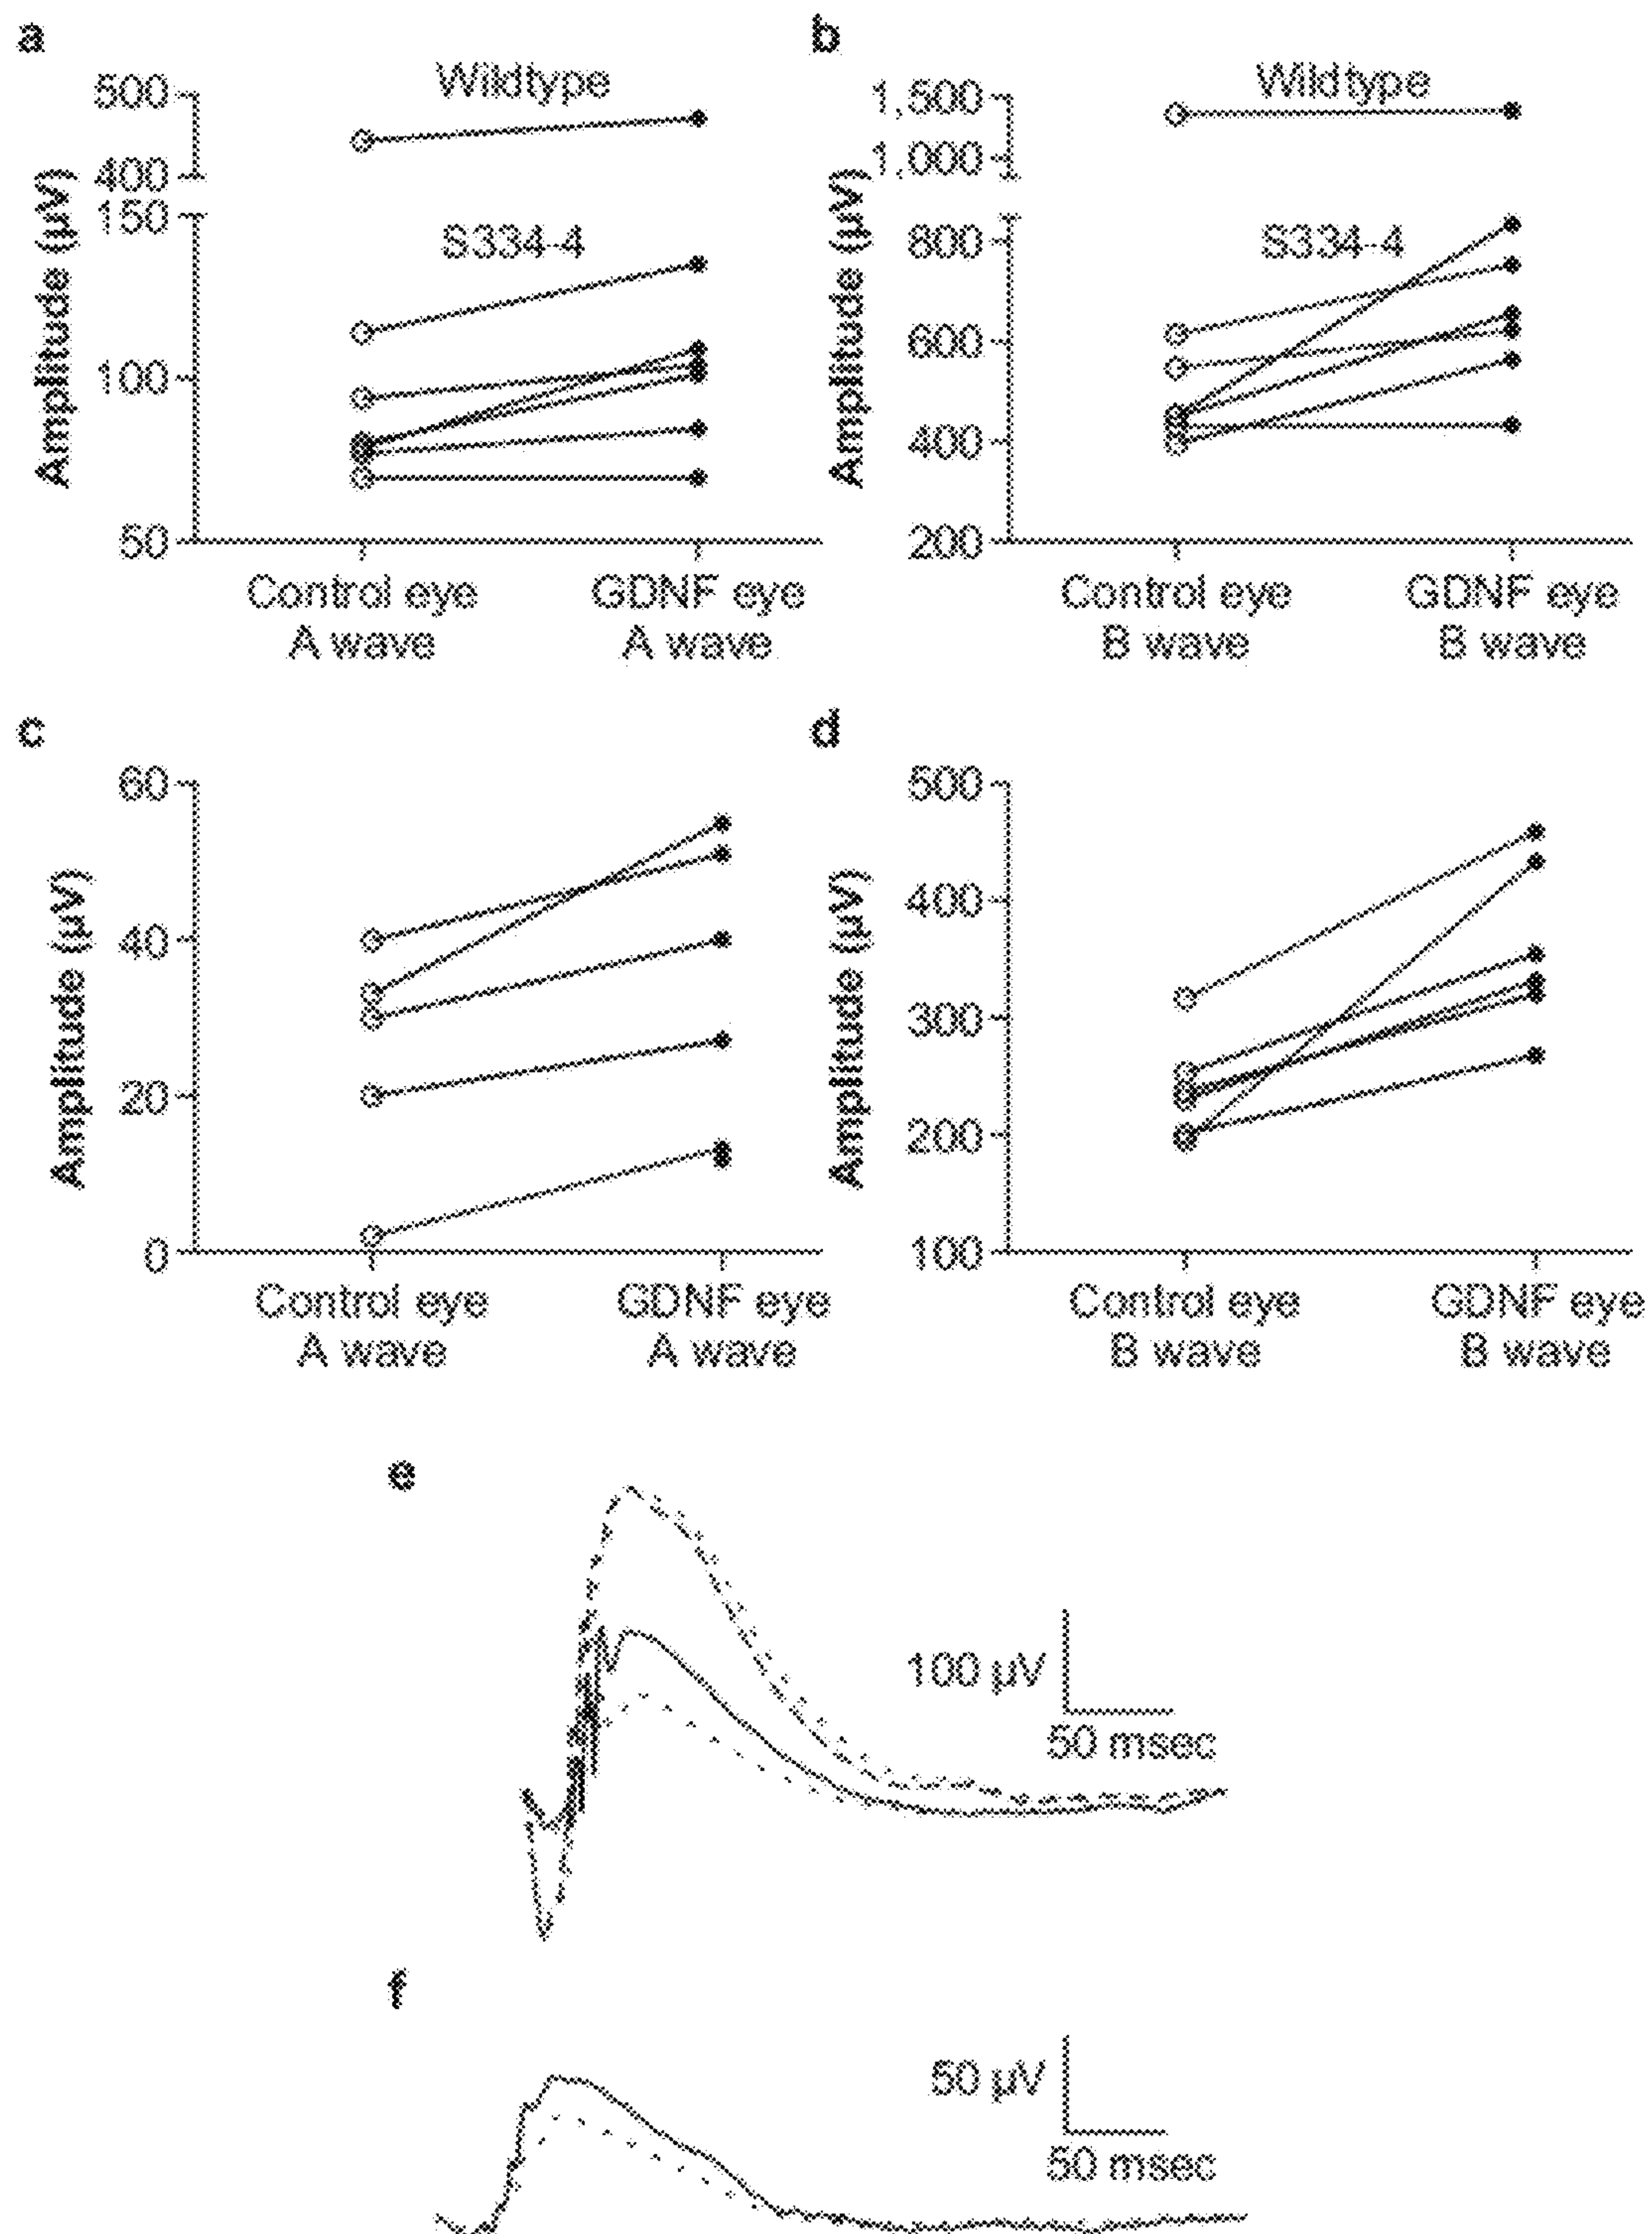 a
500
400
150
100
50
Amplitude (µV)
Wildtype
S334-4
Control eye
A wave
GDNF eye
A wave
b
1,500
1,000
800
600
400
200
Amplitude (µV)
Wildtype
S334-4
Control eye
B wave
GDNF eye
B wave
c
60
40
20
0
Amplitude (µV)
Control eye
A wave
GDNF eye
A wave
d
500
400
300
200
100
Amplitude (µV)
Control eye
B wave
GDNF eye
B wave
e
100 µV
50 msec
f
50 µV
50 msec